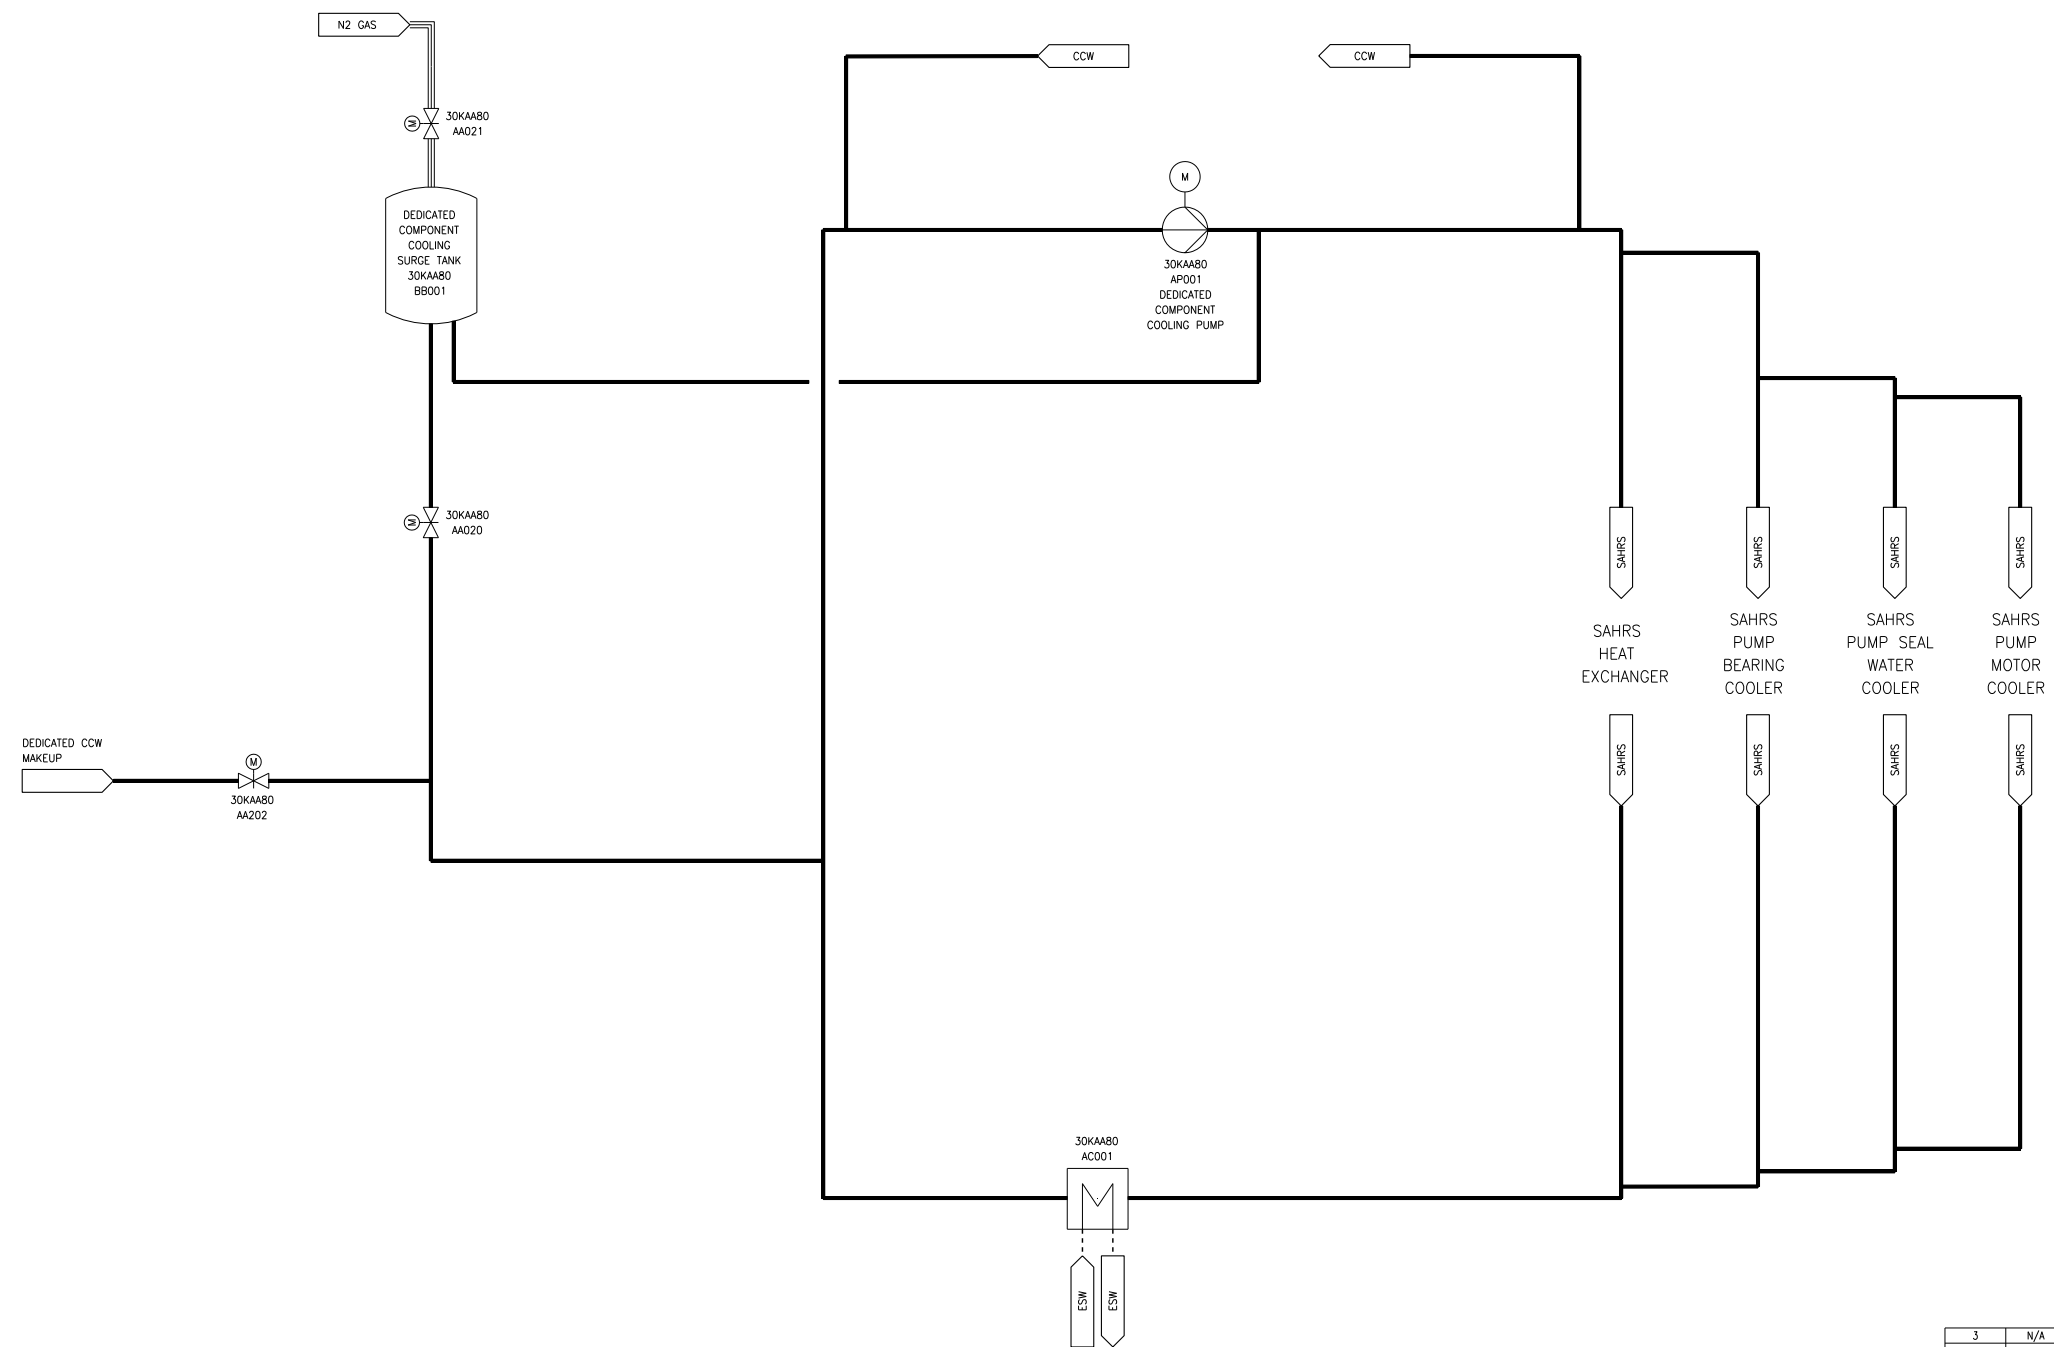 N2 GAS
CCW
CCW
30KAA80
AA021
M
M
DEDICATED
COMPONENT
COOLING
SURGE TANK
30KAA80
BB001
30KAA80
AP001
DEDICATED
COMPONENT
COOLING PUMP
M
30KAA80
AA020
SAHRS
SAHRS
SAHRS
SAHRS
SAHRS
HEAT
EXCHANGER
SAHRS
PUMP
BEARING
COOLER
SAHRS
PUMP SEAL
WATER
COOLER
SAHRS
PUMP
MOTOR
COOLER
SAHRS
SAHRS
SAHRS
SAHRS
DEDICATED CCW
MAKEUP
M
30KAA80
AA202
30KAA80
AC001
ESW
ESW
3 N/A